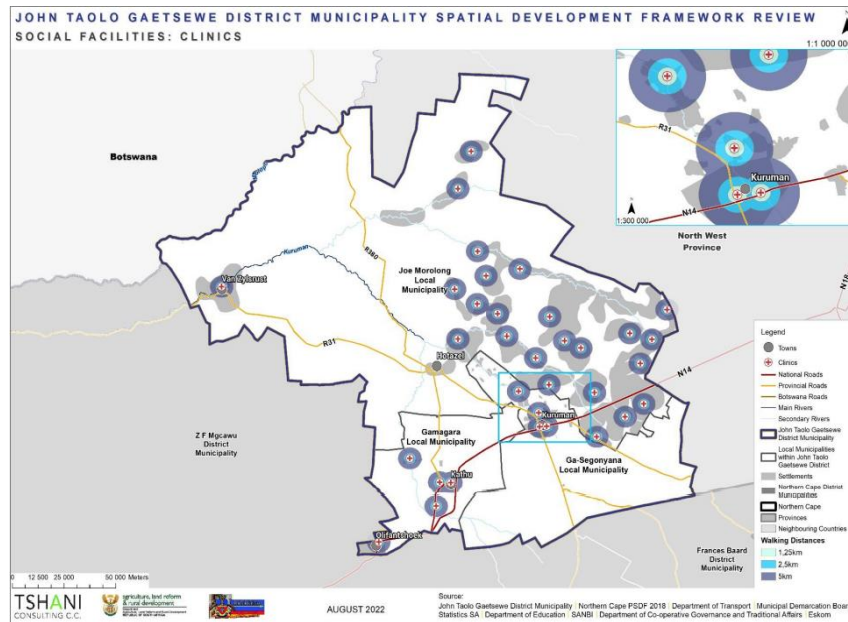 JOHN TAOLO GAETSEWE DISTRICT MUNICIPALITY SPATIAL DEVELOPMENT FRAMEWORK REVIEW
SOCIAL FACILITIES: CLINICS
1:1 000 000
R31
Kuruman
N14
1:300 000
North West
Province
N18
Botswana
Kuruman
Van Zylsrust
R380
Joe Morolong
Local
Municipality
R31
Hotazel
N14
Kuruman
Z F Mgcawu
District
Municipality
Gamagara
Local Municipality
Ga-Segonyana
Local Municipality
Kathu
Olifantshoek
Frances Baard
District
Municipality
Legend
Towns
Clinics
National Roads
Provincial Roads
Botswana Roads
Main Rivers
Secondary Rivers
John Taolo Gaetsewe
District Municipality
Local Municipalities
within John Taolo
Gaetsewe District
Settlements
Northern Cape District
Municipalities
Northern Cape
Provinces
Neighbouring Countries
Walking Distances
1,25km
2,5km
5km
0 12 500 25 000 50 000 Meters
TSHANI
CONSULTING C.C.
agriculture, land reform
& rural development
AUGUST 2022
Source:
John Taolo Gaetsewe District Municipality Northern Cape PSDF 2018 Department of Transport Municipal Demarcation Board
Statistics SA Department of Education SANBI Department of Co-operative Governance and Traditional Affairs Eskom